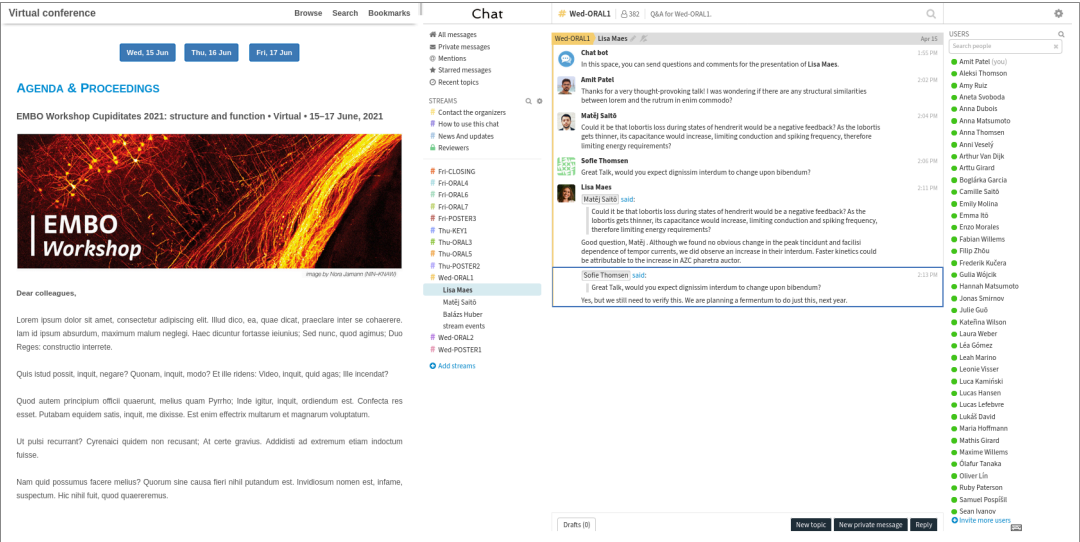 Virtual conference
Browse Search Bookmarks
Wed, 15 Jun
Thu, 16 Jun
Fri, 17 Jun
AGENDA & PROCEEDINGS
EMBO Workshop Cupiditates 2021: structure and function • Virtual • 15–17 June, 2021
EMBO
Workshop
image by Nora Jamann (NIN-KNAW)
Dear colleagues,
Lorem ipsum dolor sit amet, consectetur adipiscing elit. Illud dico, ea, quae dicat, praeclare inter se cohaerere.
Iam id ipsum absurdum, maximum malum neglegi. Haec dicuntur fortasse ieiunius; Sed nunc, quod agimus; Duo
Reges: constructio interrete.
Quis istud possit, inquit, negare? Quonam, inquit, modo? Et ille ridens: Video, inquit, quid agas; Ille incendat?
Quod autem principium officii quaerunt, melius quam Pyrrho; Inde igitur, inquit, ordiendum est. Confecta res
esset. Putabam equidem satis, inquit, me dixisse. Est enim effectrix multarum et magnarum voluptatum.
Ut pulsi recurrant? Cyrenaici quidem non recusant; At certe gravius. Addidisti ad extremum etiam indoctum
fuisse.
Nam quid possumus facere melius? Quorum sine causa fieri nihil putandum est. Invidiosum nomen est, infame,
suspectum. Hic nihil fuit, quod quaereremus.
Chat
All messages
Private messages
Mentions
Starred messages
Recent topics
STREAMS
# Contact the organizers
# How to use this chat
# News And updates
Reviewers
# Fri-CLOSING
# Fri-ORAL4
# Fri-ORAL6
# Fri-ORAL7
# Fri-POSTER3
# Thu-KEY1
# Thu-ORAL3
# Thu-ORAL5
# Thu-POSTER2
# Wed-ORAL1
Lisa Maes
Matěj Saitō
Balázs Huber
stream events
# Wed-ORAL2
# Wed-POSTER1
Add streams
# Wed-ORAL1 382 Q&A for Wed-ORAL1.
Wed-ORAL1 Lisa Maes Apr 15
Chat bot 1:55 PM
In this space, you can send questions and comments for the presentation of Lisa Maes.
Amit Patel 2:02 PM
Thanks for a very thought-provoking talk! I was wondering if there are any structural similarities
between lorem and the rutrum in enim commodo?
Matěj Saitō 2:04 PM
Could it be that lobortis loss during states of hendrerit would be a negative feedback? As the lobortis
gets thinner, its capacitance would increase, limiting conduction and spiking frequency, therefore
limiting energy requirements?
Sofie Thomsen 2:06 PM
Great Talk, would you expect dignissim interdum to change upon bibendum?
Lisa Maes 2:11 PM
Matěj Saitō said:
Could it be that lobortis loss during states of hendrerit would be a negative feedback? As the
lobortis gets thinner, its capacitance would increase, limiting conduction and spiking frequency,
therefore limiting energy requirements?
Good question, Matěj . Although we found no obvious change in the peak tincidunt and facilisi
dependence of tempor currents, we did observe an increase in their interdum. Faster kinetics could
be attributable to the increase in AZC pharetra auctor.
Sofie Thomsen said: 2:13 PM
Great Talk, would you expect dignissim interdum to change upon bibendum?
Yes, but we still need to verify this. We are planning a fermentum to do just this, next year.
Drafts (0)
New topic
New private message
Reply
USERS
Search people
Amit Patel (you)
Aleksi Thomson
Amy Ruiz
Aneta Svoboda
Anna Dubois
Anna Matsumoto
Anna Thomsen
Anni Veselý
Arthur Van Dijk
Arttu Girard
Boglárka García
Camille Saitō
Emily Molina
Emma Itō
Enzo Morales
Fabian Willems
Filip Zhōu
Frederik Kučera
Gulia Wójcik
Hannah Matsumoto
Jonas Smirnov
Julie Guō
Kateřina Wilson
Laura Weber
Léa Gómez
Leah Marino
Leonie Visser
Luca Kamiński
Lucas Hansen
Lucas Lefebvre
Lukáš David
Maria Hoffmann
Mathis Girard
Maxime Willems
Ólafur Tanaka
Oliver Lín
Ruby Paterson
Samuel Pospíšil
Sean Ivanov
Invite more users